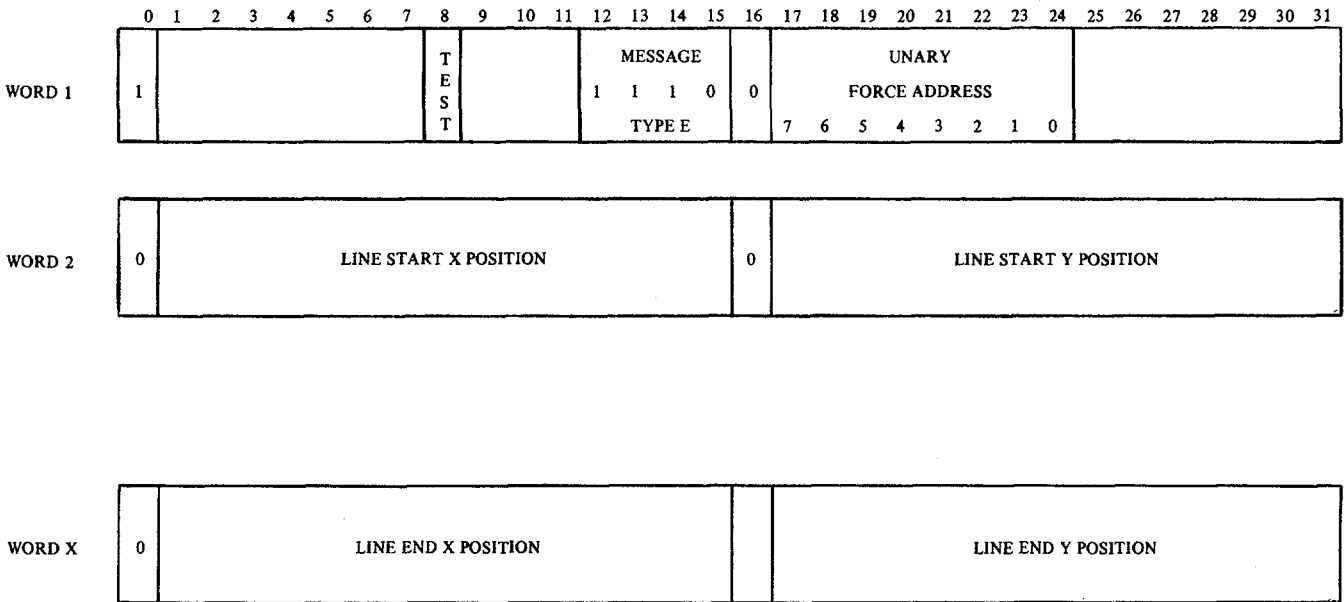 0 1 2 3 4 5 6 7 8 9 10 11 12 13 14 15 16 17 18 19 20 21 22 23 24 25 26 27 28 29 30 31
WORD 1 1 TEST MESSAGE 1 1 1 0 TYPE E 0 UNARY FORCE ADDRESS 7 6 5 4 3 2 1 0
WORD 2 0 LINE START X POSITION 0 LINE START Y POSITION
WORD X 0 LINE END X POSITION LINE END Y POSITION